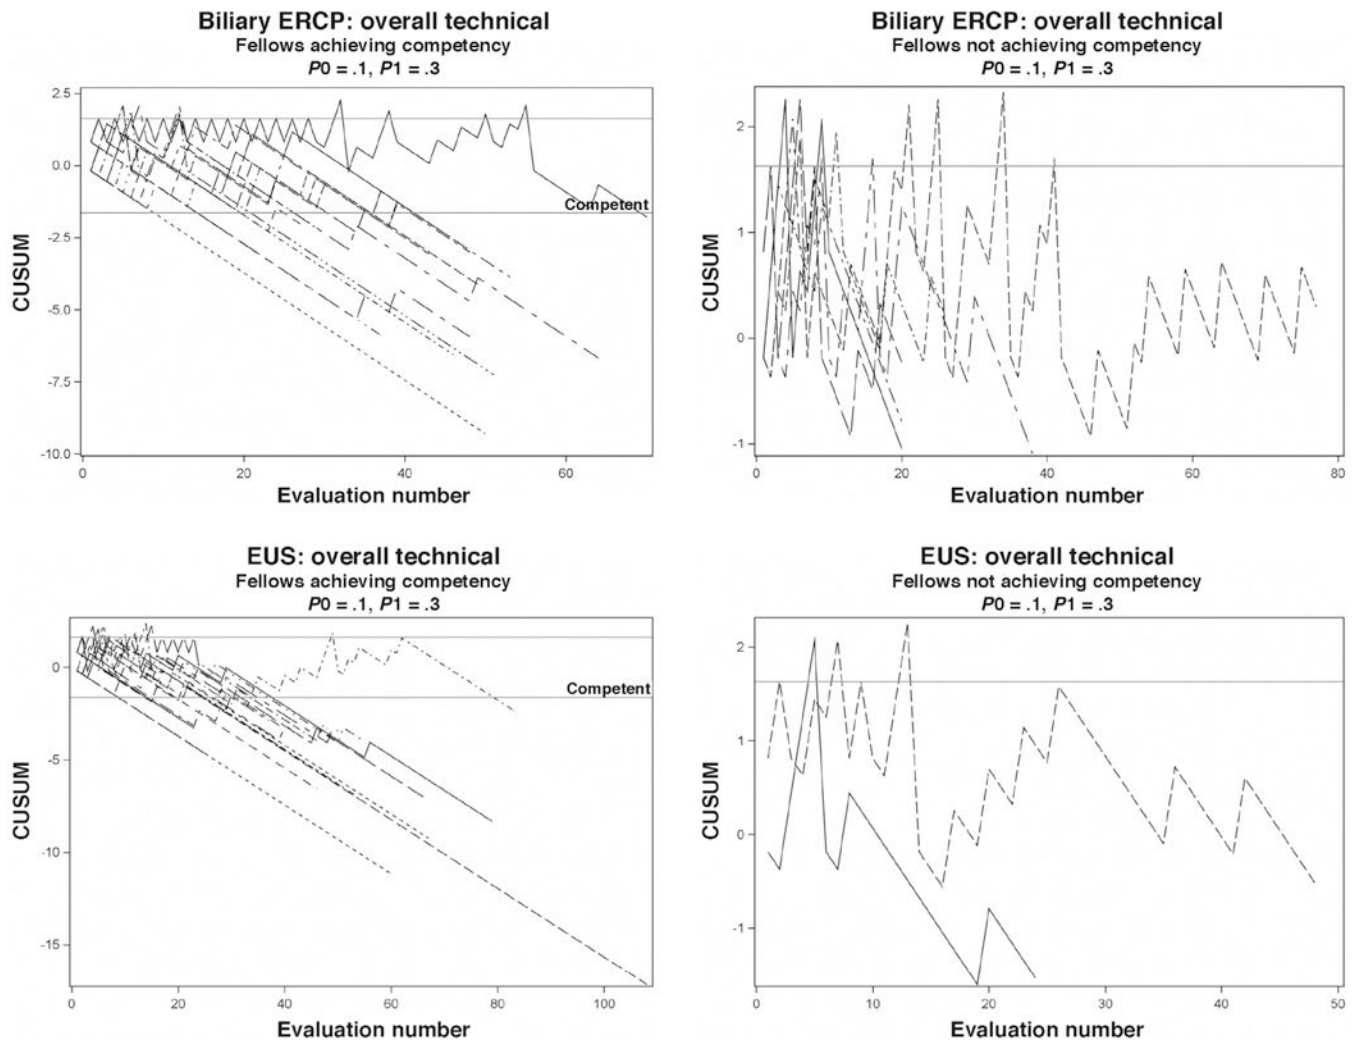 Biliary ERCP: overall technical
Fellows achieving competency
P0 = .1, P1 = .3
2.5
0.0
-2.5
-5.0
-7.5
-10.0
CUSUM
Competent
0 20 40 60
Evaluation number
Biliary ERCP: overall technical
Fellows not achieving competency
P0 = .1, P1 = .3
2
1
0
-1
CUSUM
0 20 40 60 80
Evaluation number
EUS: overall technical
Fellows achieving competency
P0 = .1, P1 = .3
0
-5
-10
-15
CUSUM
Competent
0 20 40 60 80 100
Evaluation number
EUS: overall technical
Fellows not achieving competency
P0 = .1, P1 = .3
2
1
0
-1
CUSUM
0 10 20 30 40 50
Evaluation number